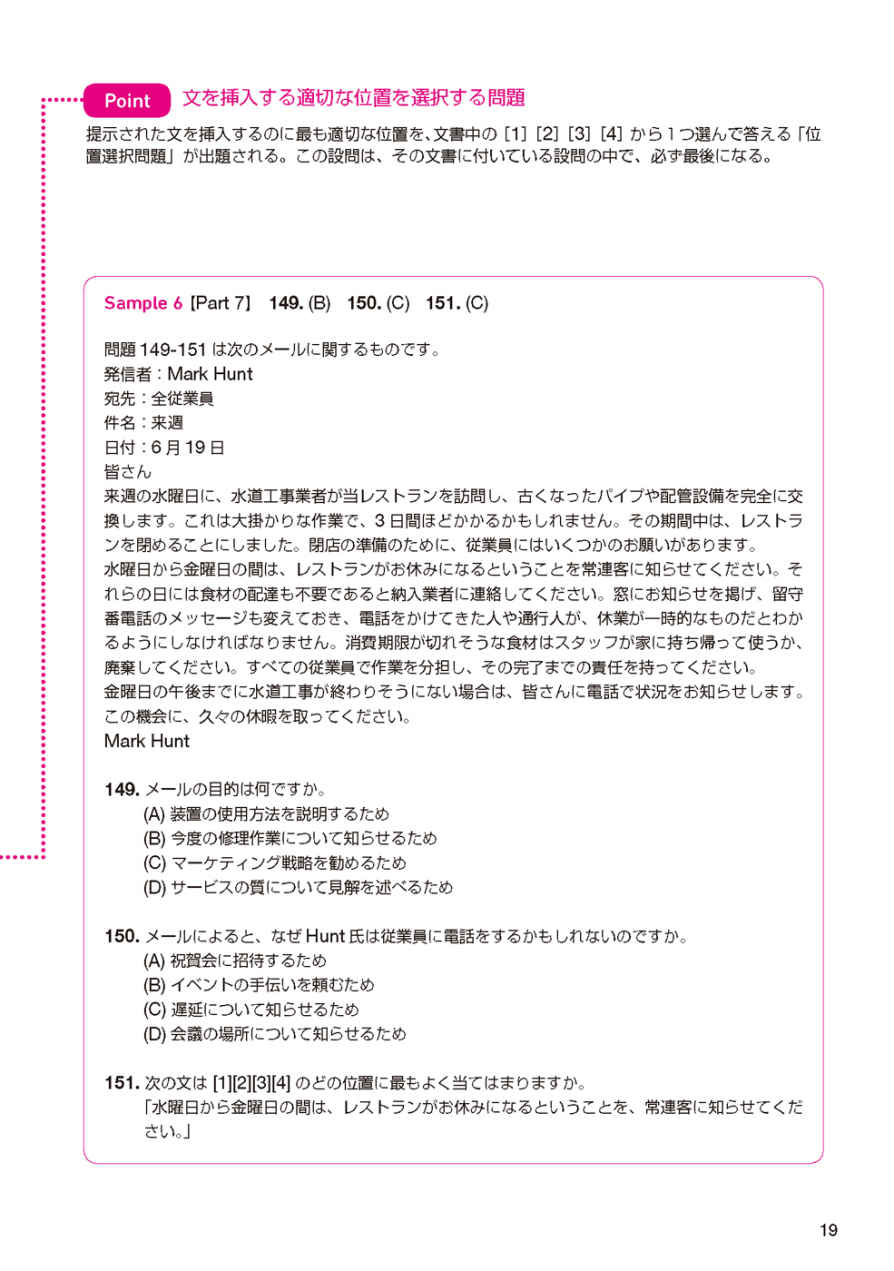 Point 文を挿入する適切な位置を選択する問題
提示された文を挿入するのに最も適切な位置を、文書中の［1］［2］［3］［4］から1つ選んで答える「位
置選択問題」が出題される。この設問は、その文書に付いている設問の中で、必ず最後になる。
Sample 6【Part 7】 149. (B) 150. (C) 151. (C)
問題 149-151 は次のメールに関するものです。
発信者：Mark Hunt
宛先：全従業員
件名：来週
日付：6 月 19 日
皆さん
来週の水曜日に、水道工事業者が当レストランを訪問し、古くなったパイプや配管設備を完全に交
換します。これは大掛かりな作業で、3 日間ほどかかるかもしれません。その期間中は、レストラ
ンを閉めることにしました。閉店の準備のために、従業員にはいくつかのお願いがあります。
水曜日から金曜日の間は、レストランがお休みになるということを常連客に知らせてください。そ
れらの日には食材の配達も不要であると納入業者に連絡してください。窓にお知らせを掲げ、留守
番電話のメッセージも変えておき、電話をかけてきた人や通行人が、休業が一時的なものだとわか
るようにしなければなりません。消費期限が切れそうな食材はスタッフが家に持ち帰って使うか、
廃棄してください。すべての従業員で作業を分担し、その完了までの責任を持ってください。
金曜日の午後までに水道工事が終わりそうにない場合は、皆さんに電話で状況をお知らせします。
この機会に、久々の休暇を取ってください。
Mark Hunt
149. メールの目的は何ですか。
(A) 装置の使用方法を説明するため
(B) 今度の修理作業について知らせるため
(C) マーケティング戦略を勧めるため
(D) サービスの質について見解を述べるため
150. メールによると、なぜ Hunt 氏は従業員に電話をするかもしれないのですか。
(A) 祝賀会に招待するため
(B) イベントの手伝いを頼むため
(C) 遅延について知らせるため
(D) 会議の場所について知らせるため
151. 次の文は [1][2][3][4] のどの位置に最もよく当てはまりますか。
「水曜日から金曜日の間は、レストランがお休みになるということを、常連客に知らせてくだ
さい。」
19